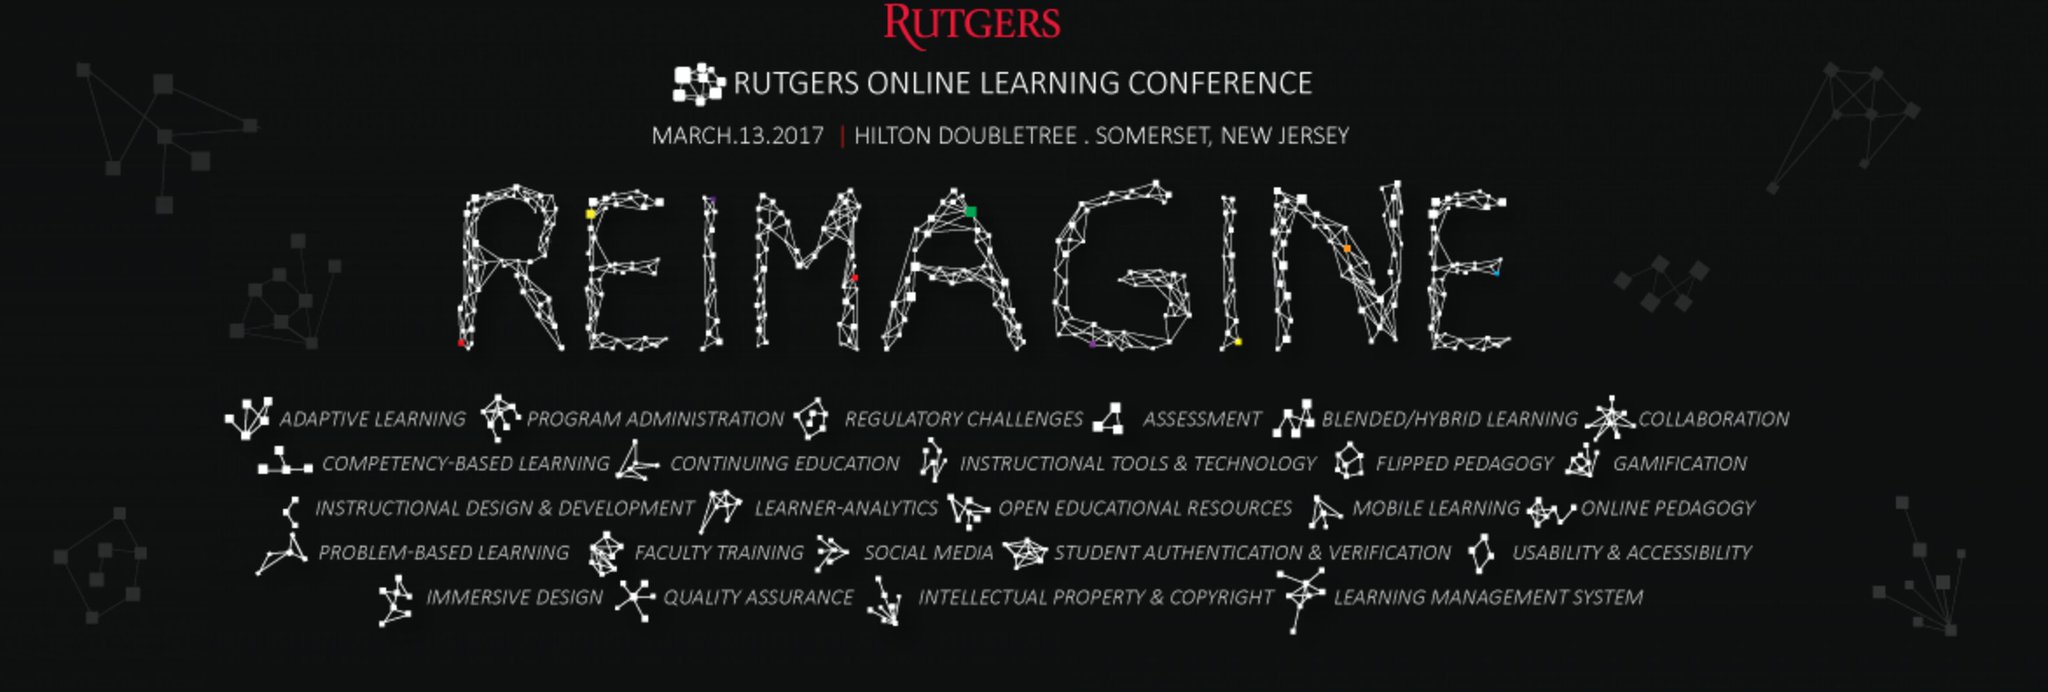 RUTGERS
RUTGERS ONLINE LEARNING CONFERENCE
MARCH.13.2017 | HILTON DOUBLETREE . SOMERSET, NEW JERSEY
REIMAGINE
ADAPTIVE LEARNING PROGRAM ADMINISTRATION REGULATORY CHALLENGES ASSESSMENT BLENDED/HYBRID LEARNING COLLABORATION
COMPETENCY-BASED LEARNING CONTINUING EDUCATION INSTRUCTIONAL TOOLS & TECHNOLOGY FLIPPED PEDAGOGY GAMIFICATION
INSTRUCTIONAL DESIGN & DEVELOPMENT LEARNER-ANALYTICS OPEN EDUCATIONAL RESOURCES MOBILE LEARNING ONLINE PEDAGOGY
PROBLEM-BASED LEARNING FACULTY TRAINING SOCIAL MEDIA STUDENT AUTHENTICATION & VERIFICATION USABILITY & ACCESSIBILITY
IMMERSIVE DESIGN QUALITY ASSURANCE INTELLECTUAL PROPERTY & COPYRIGHT LEARNING MANAGEMENT SYSTEM